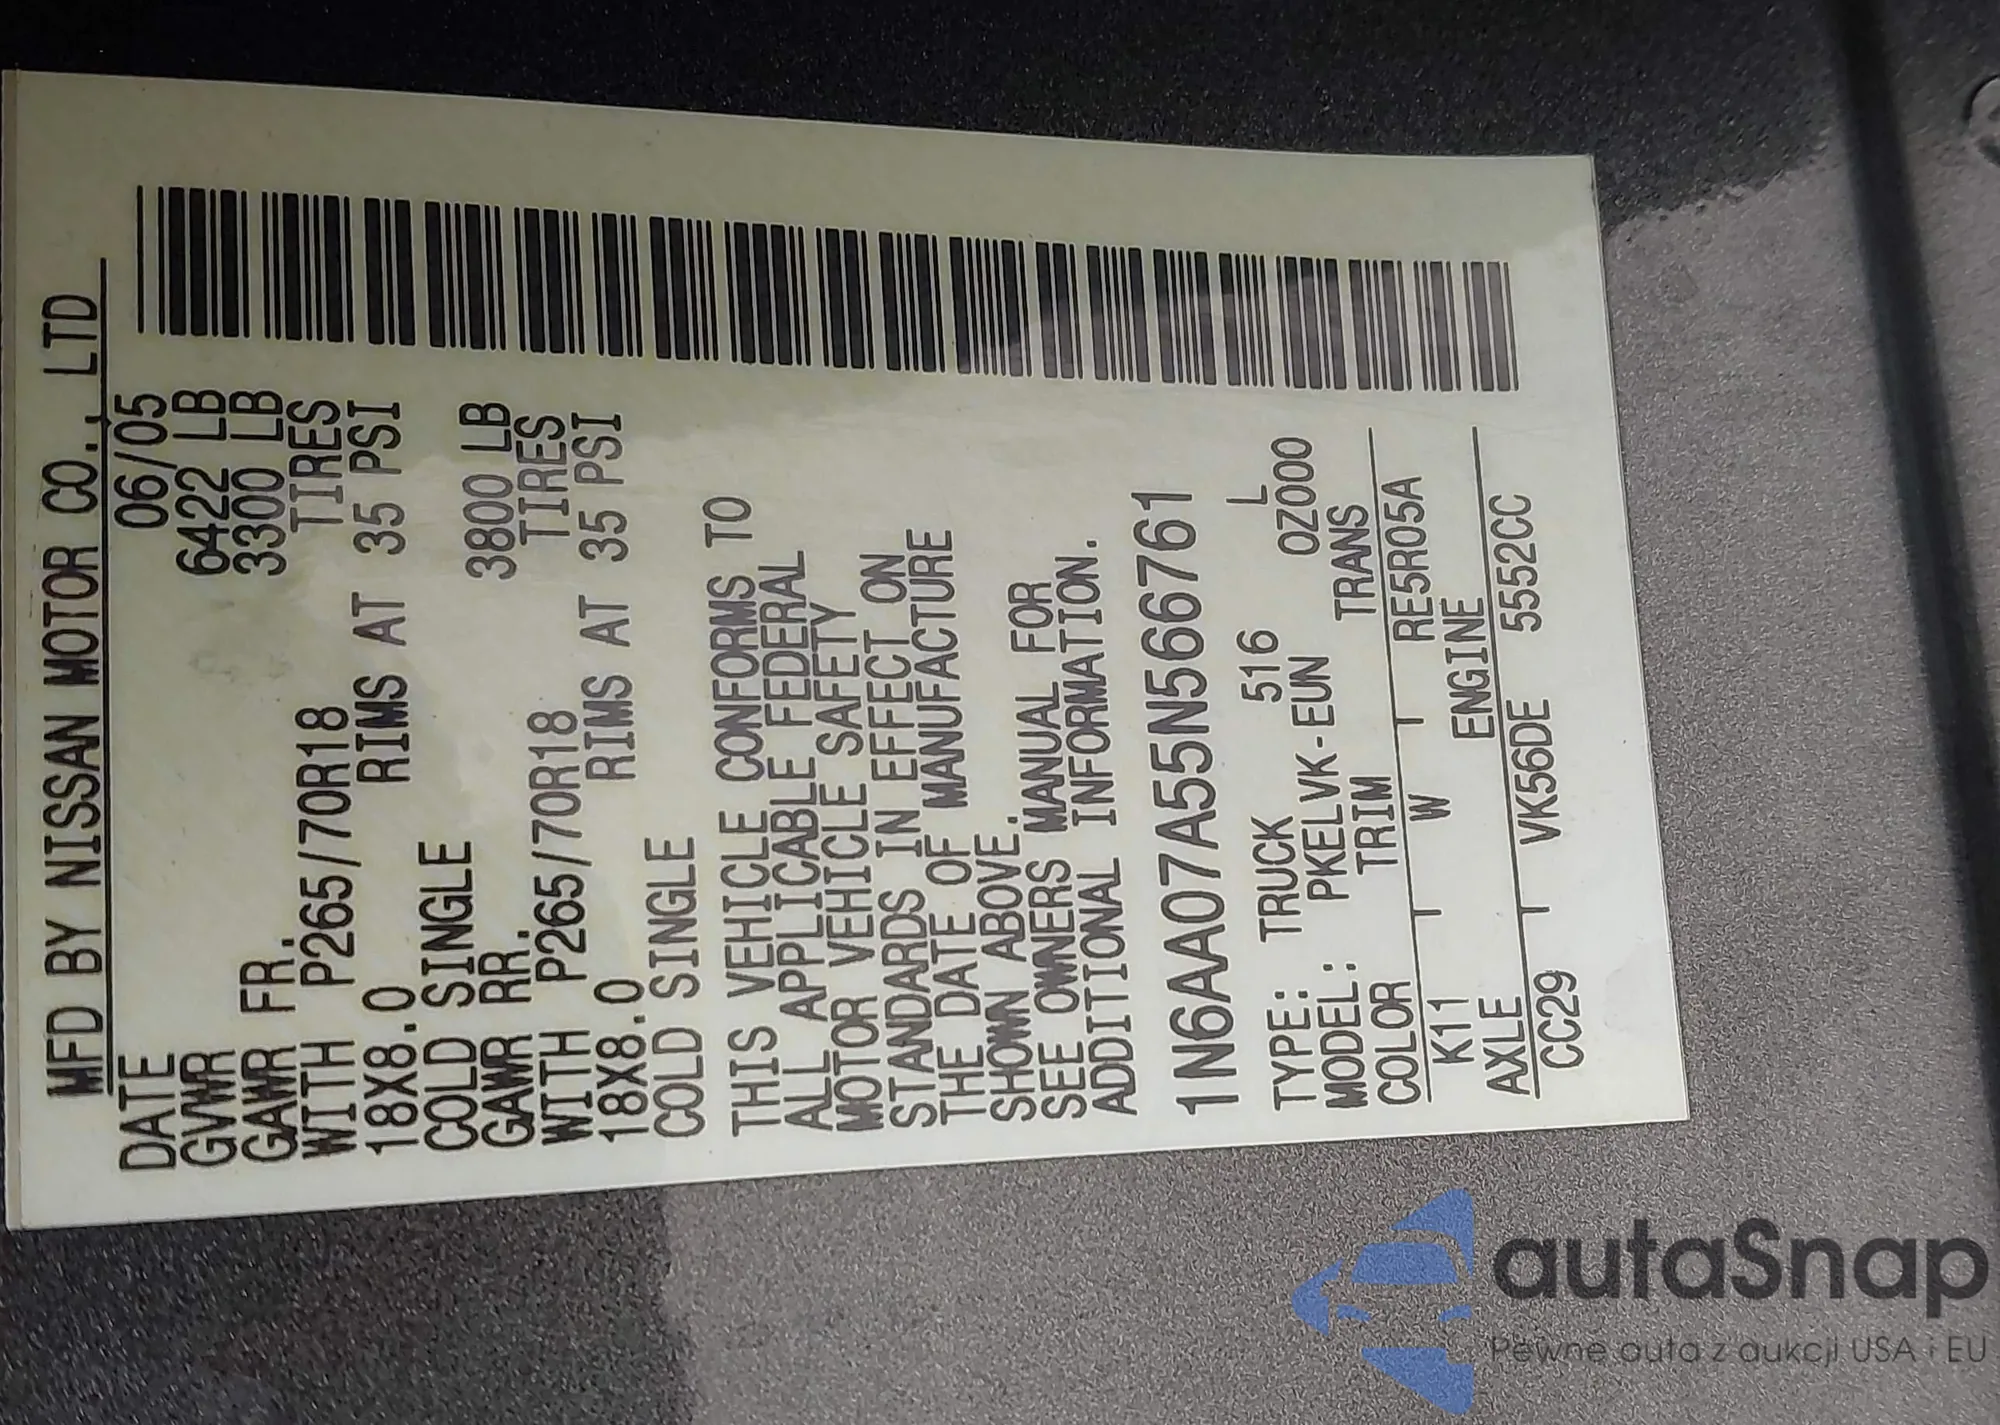 MFD BY NISSAN MOTOR CO., LTD
DATE 06/05
GVWR 6422 LB
GAWR FR. 3300 LB
WITH P265/70R18 TIRES
18X8.0 RIMS AT 35 PSI
COLD SINGLE
GAWR RR. 3800 LB
WITH P265/70R18 TIRES
18X8.0 RIMS AT 35 PSI
COLD SINGLE
THIS VEHICLE CONFORMS TO
ALL APPLICABLE FEDERAL
MOTOR VEHICLE SAFETY
STANDARDS IN EFFECT ON
THE DATE OF MANUFACTURE
SHOWN ABOVE.
SEE OWNERS MANUAL FOR
ADDITIONAL INFORMATION.
1N6AA07A55N566761
TYPE: TRUCK 516 L
MODEL: PKELVK-EUN OZ000
COLOR TRIM TRANS
K11 W RE5R05A
AXLE ENGINE
CC29 VK56DE 5552CC
autaSnap
Pewne auta z aukcji USA i EU